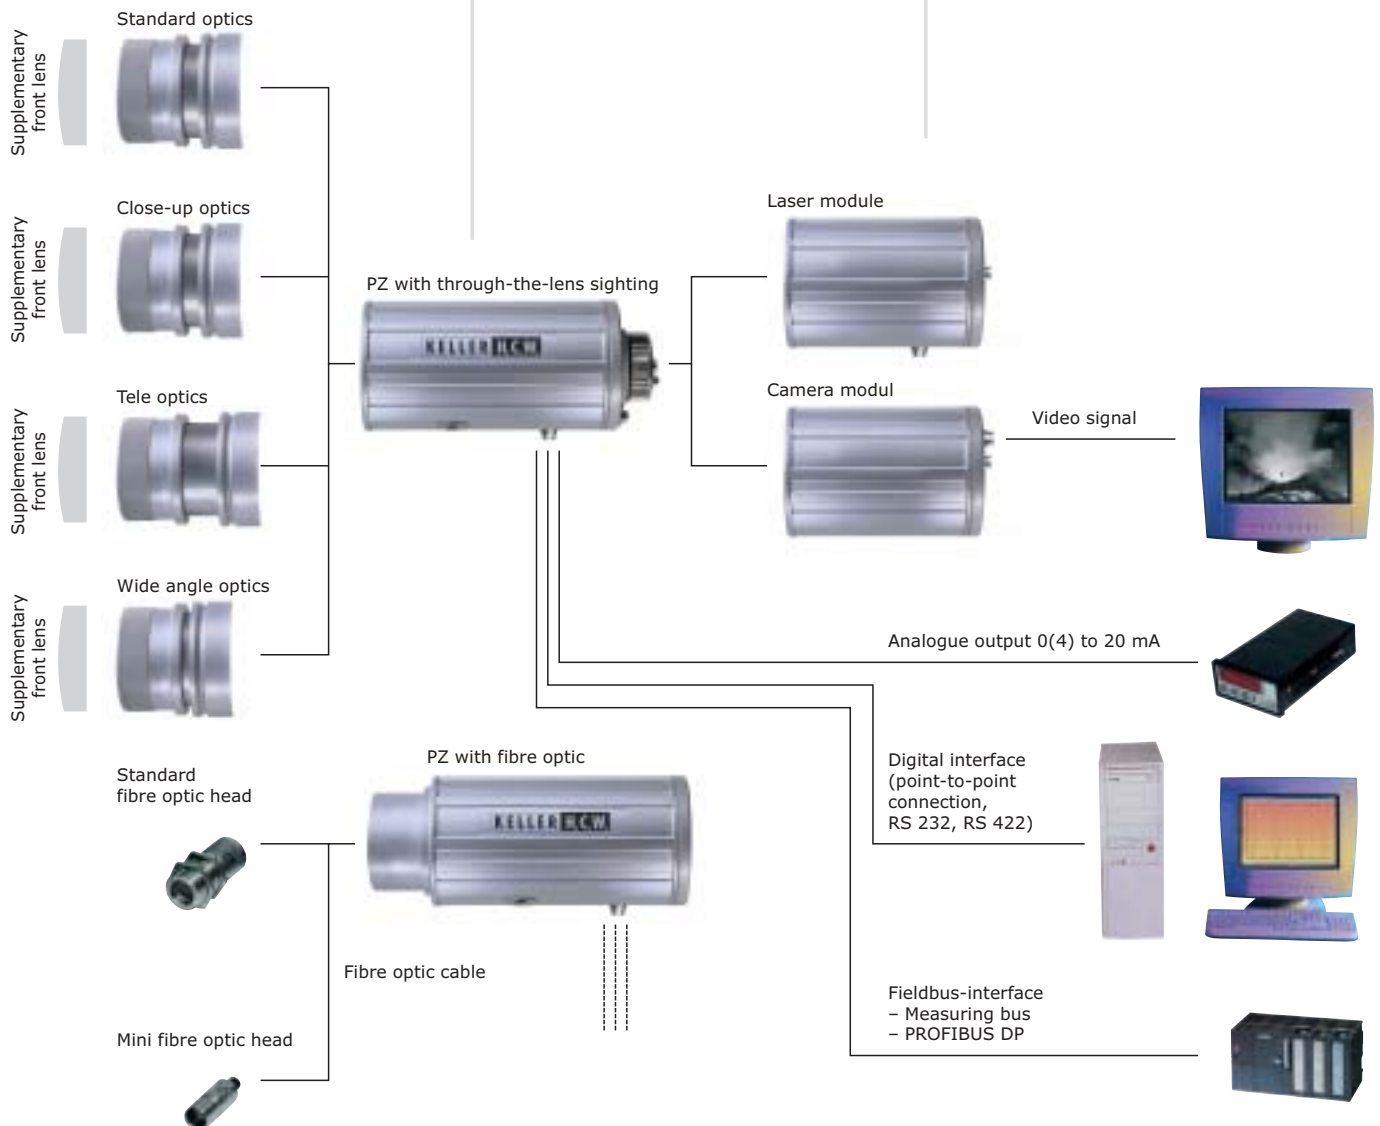 Standard optics
Supplementary
front lens
Close-up optics
Supplementary
front lens
Tele optics
Supplementary
front lens
Wide angle optics
Supplementary
front lens
PZ with through-the-lens sighting
KELLER HCW
Laser module
Camera modul
Video signal
Analogue output 0(4) to 20 mA
Digital interface
(point-to-point
connection,
RS 232, RS 422)
Fieldbus-interface
– Measuring bus
– PROFIBUS DP
PZ with fibre optic
KELLER HCW
Standard
fibre optic head
Fibre optic cable
Mini fibre optic head